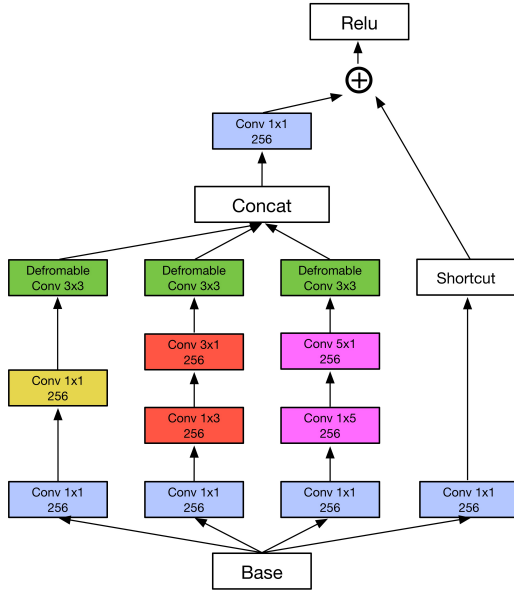 Relu
Conv 1x1
256
Concat
Defromable
Conv 3x3
Defromable
Conv 3x3
Defromable
Conv 3x3
Shortcut
Conv 3x1
256
Conv 5x1
256
Conv 1x1
256
Conv 1x3
256
Conv 1x5
256
Conv 1x1
256
Conv 1x1
256
Conv 1x1
256
Conv 1x1
256
Base